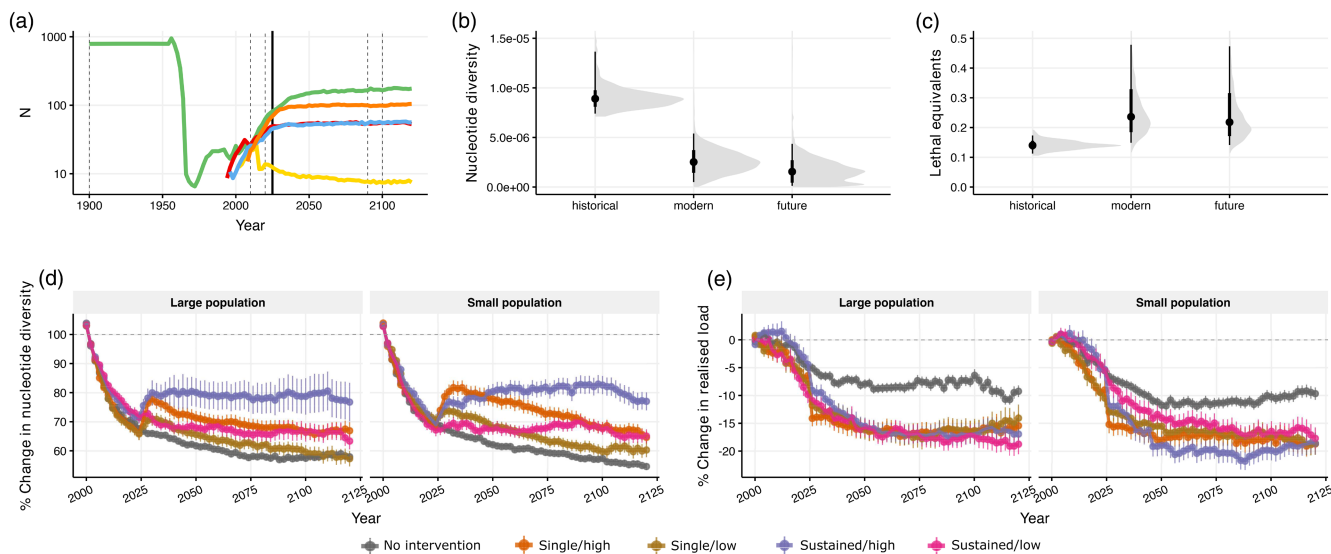 (a)
N
1000
100
10
1900
1950
2000
2050
2100
Year
(b)
Nucleotide diversity
1.5e-05
1.0e-05
5.0e-06
0.0e+00
historical
modern
future
(c)
Lethal equivalents
0.5
0.4
0.3
0.2
0.1
0.0
historical
modern
future
(d)
% Change in nucleotide diversity
Large population
Small population
100
90
80
70
60
2000
2025
2050
2075
2100
2125
2000
2025
2050
2075
2100
2125
Year
(e)
% Change in realised load
Large population
Small population
0
-5
-10
-15
-20
2000
2025
2050
2075
2100
2125
2000
2025
2050
2075
2100
2125
Year
No intervention
Single/high
Single/low
Sustained/high
Sustained/low